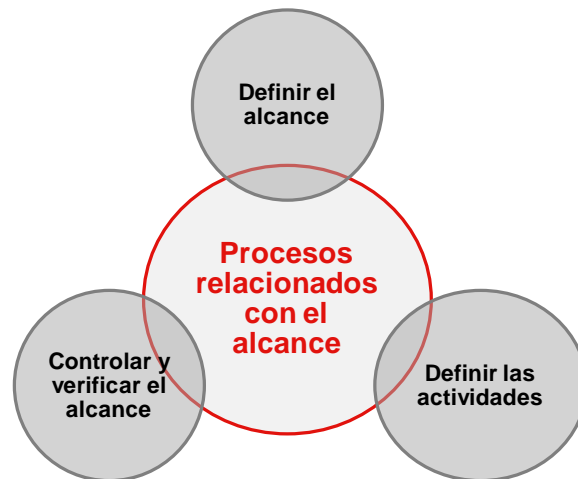 Definir el
alcance
Procesos
relacionados
con el
alcance
Controlar y
verificar el
alcance
Definir las
actividades